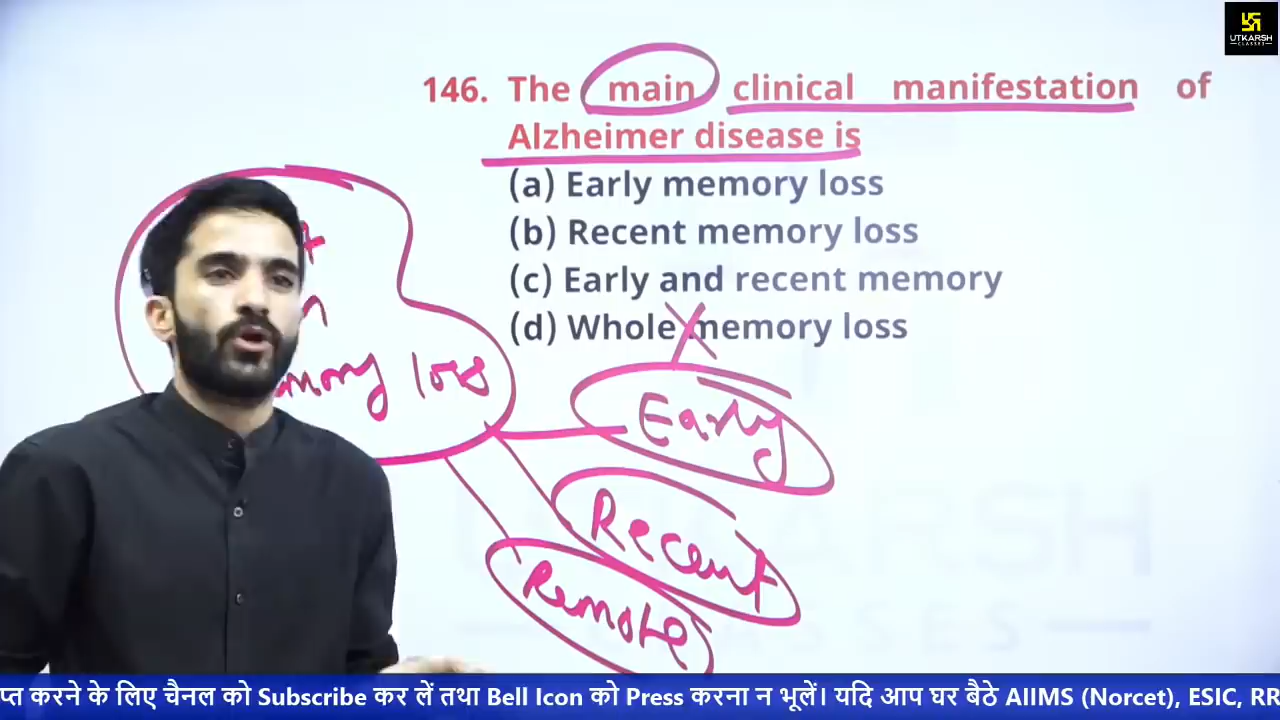 UTKARSH
CLASSES
146. The main clinical manifestation of
Alzheimer disease is
(a) Early memory loss
(b) Recent memory loss
(c) Early and recent memory
(d) Whole memory loss
loss
Early
Recent
Remote
प्त करने के लिए चैनल को Subscribe कर लें तथा Bell Icon को Press करना न भूलें। यदि आप घर बैठे AIIMS (Norcet), ESIC, RR